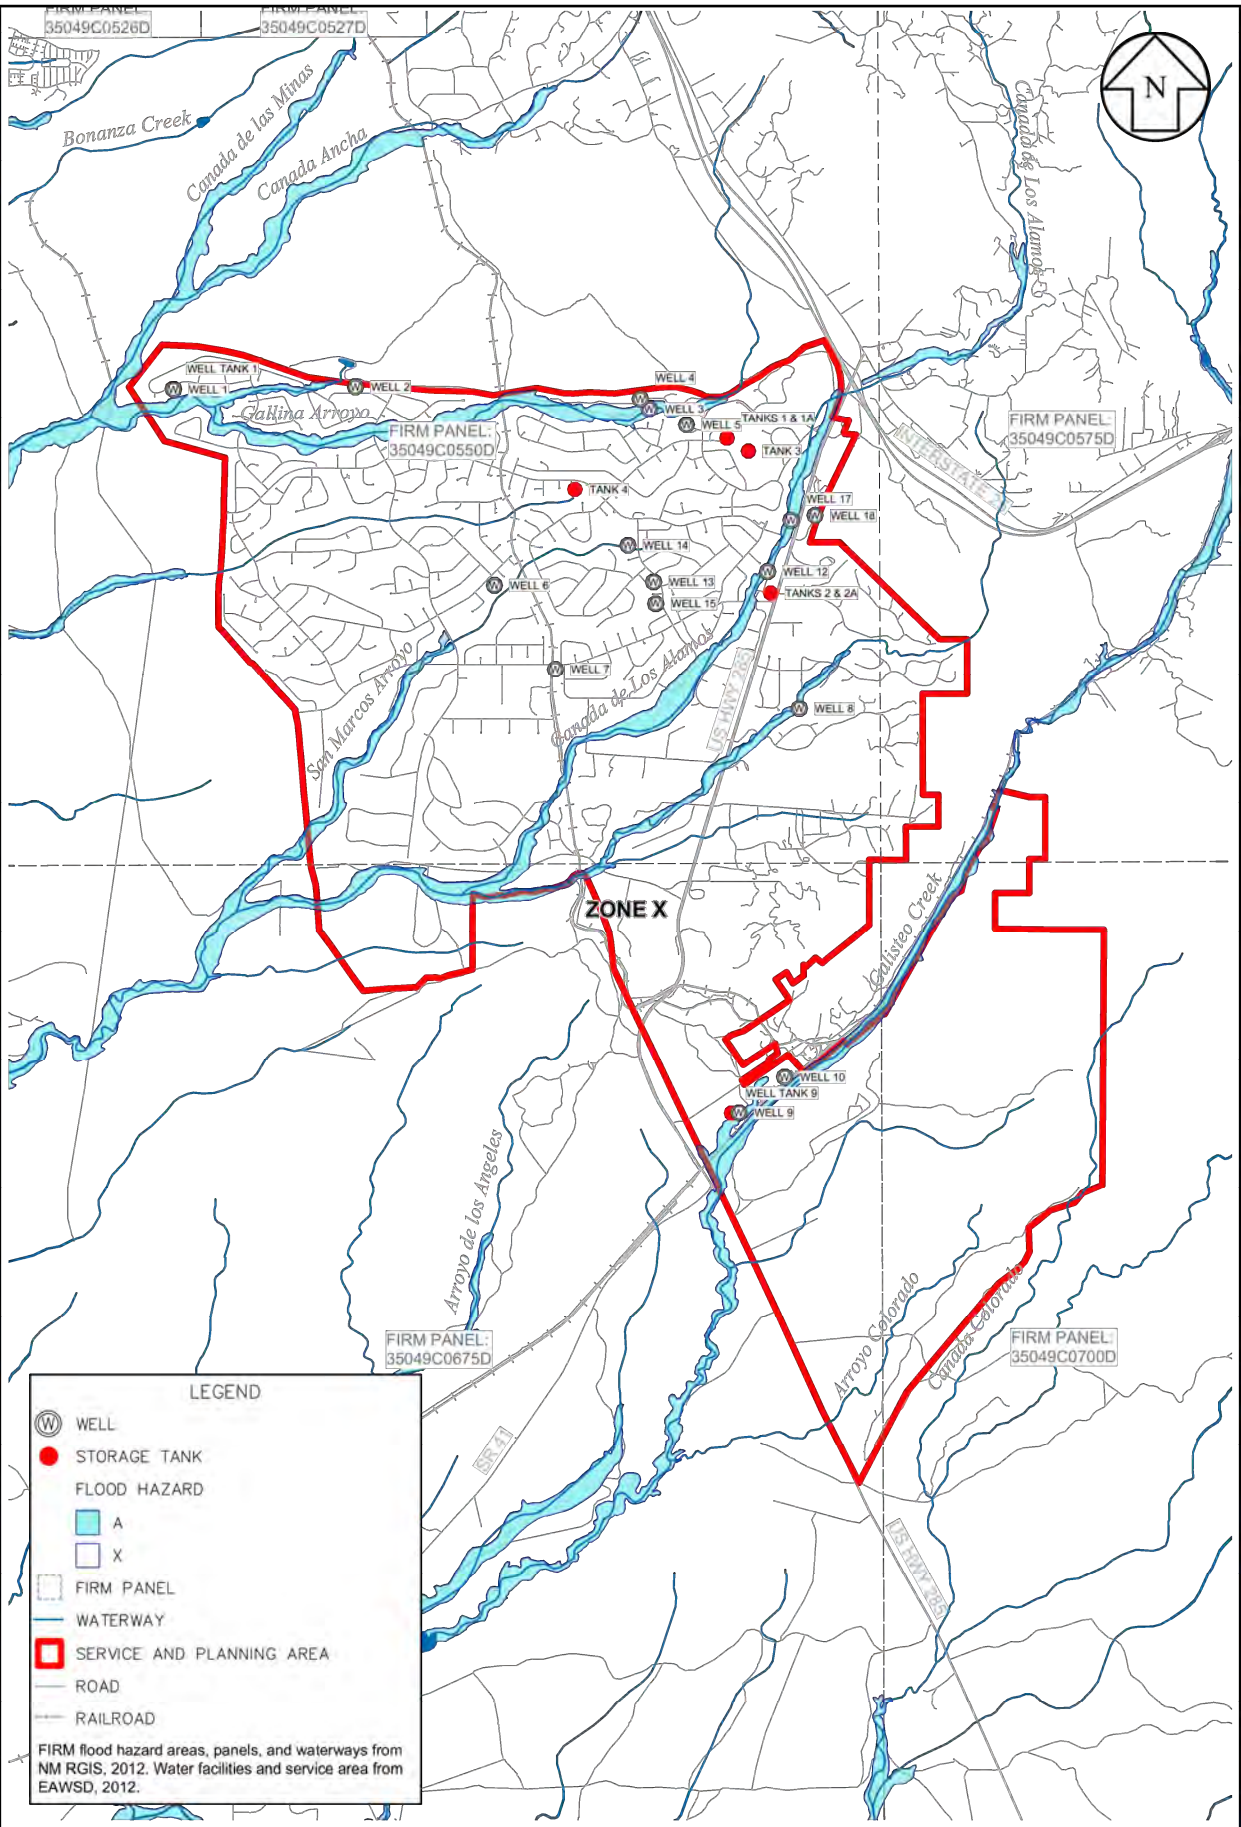 FIRM PANEL:
35049C0526D
FIRM PANEL:
35049C0527D
N
Bonanza Creek
Canada de las Minas
Canada Ancha
Canada de Los Alamos
WELL TANK 1
WELL 1
WELL 2
WELL 4
WELL 3
Gallina Arroyo
FIRM PANEL:
35049C0550D
TANKS 1 & 1A
WELL 5
TANK 3
FIRM PANEL:
35049C0575D
INTERSTATE 25
TANK 4
WELL 17
WELL 18
WELL 14
WELL 12
WELL 13
WELL 6
TANKS 2 & 2A
WELL 15
WELL 7
San Marcos Arroyo
Canada de Los Alamos
US HWY 285
WELL 8
ZONE X
Galisteo Creek
WELL 10
WELL TANK 9
WELL 9
Arroyo de los Angeles
Arroyo Colorado
Canada Colorado
FIRM PANEL:
35049C0675D
FIRM PANEL:
35049C0700D
SR 41
US HWY 285
LEGEND
W WELL
STORAGE TANK
FLOOD HAZARD
A
X
FIRM PANEL
WATERWAY
SERVICE AND PLANNING AREA
ROAD
RAILROAD
FIRM flood hazard areas, panels, and waterways from
NM RGIS, 2012. Water facilities and service area from
EAWSD, 2012.